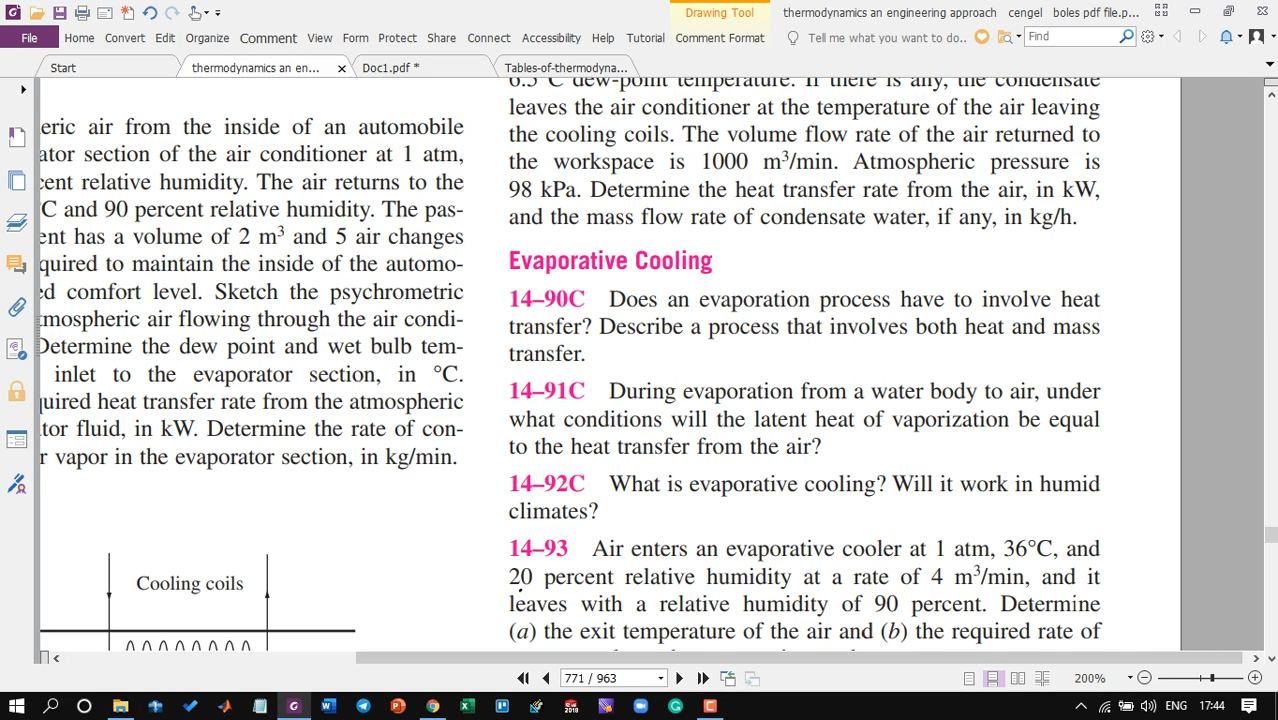 Drawing Tool
thermodynamics an engineering approach cengel boles pdf file.p...
File Home Convert Edit Organize Comment View Form Protect Share Connect Accessibility Help Tutorial Comment Format
Tell me what you want to do..
Find
Start
thermodynamics an en...
Doc1.pdf *
Tables-of-thermodyna...
eric air from the inside of an automobile
ator section of the air conditioner at 1 atm,
cent relative humidity. The air returns to the
°C and 90 percent relative humidity. The pas-
ent has a volume of 2 m³ and 5 air changes
quired to maintain the inside of the automo-
ed comfort level. Sketch the psychrometric
tmospheric air flowing through the air condi-
Determine the dew point and wet bulb tem-
inlet to the evaporator section, in °C.
quired heat transfer rate from the atmospheric
tor fluid, in kW. Determine the rate of con-
r vapor in the evaporator section, in kg/min.
Cooling coils
6.5°C dew-point temperature. If there is any, the condensate
leaves the air conditioner at the temperature of the air leaving
the cooling coils. The volume flow rate of the air returned to
the workspace is 1000 m³/min. Atmospheric pressure is
98 kPa. Determine the heat transfer rate from the air, in kW,
and the mass flow rate of condensate water, if any, in kg/h.
Evaporative Cooling
14–90C Does an evaporation process have to involve heat
transfer? Describe a process that involves both heat and mass
transfer.
14–91C During evaporation from a water body to air, under
what conditions will the latent heat of vaporization be equal
to the heat transfer from the air?
14–92C What is evaporative cooling? Will it work in humid
climates?
14–93 Air enters an evaporative cooler at 1 atm, 36°C, and
20 percent relative humidity at a rate of 4 m³/min, and it
leaves with a relative humidity of 90 percent. Determine
(a) the exit temperature of the air and (b) the required rate of
771 / 963
200%
ENG
17:44